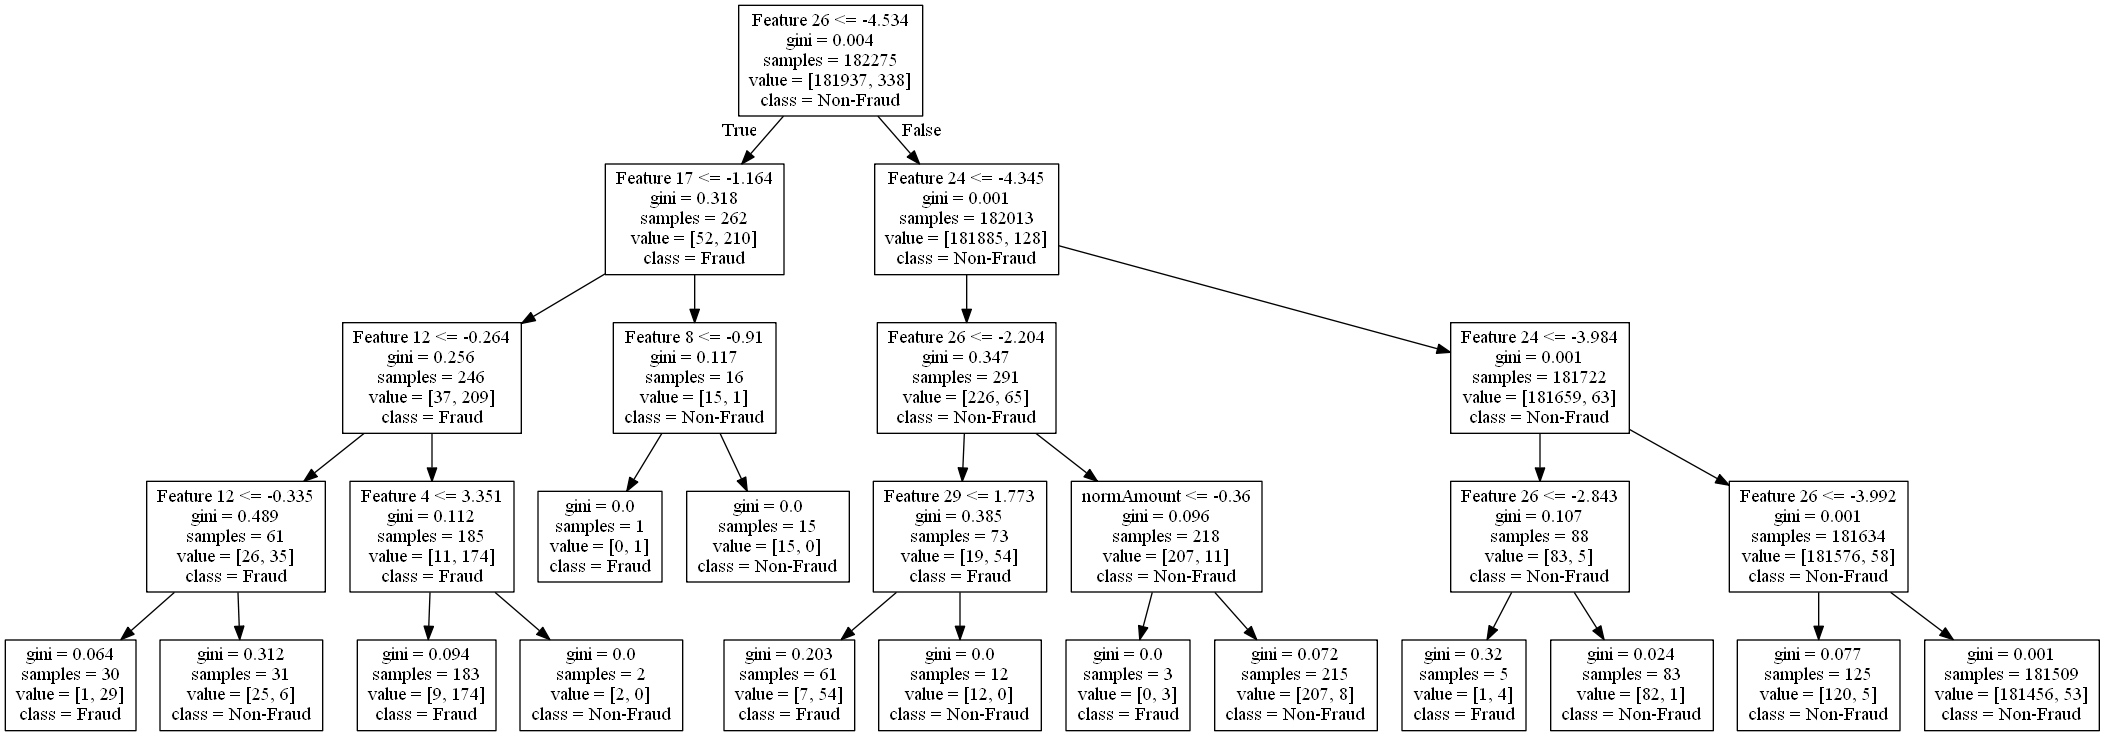 Feature 26 <= -4.534
gini = 0.004
samples = 182275
value = [181937, 338]
class = Non-Fraud
True
False
Feature 17 <= -1.164
gini = 0.318
samples = 262
value = [52, 210]
class = Fraud
Feature 24 <= -4.345
gini = 0.001
samples = 182013
value = [181885, 128]
class = Non-Fraud
Feature 12 <= -0.264
gini = 0.256
samples = 246
value = [37, 209]
class = Fraud
Feature 8 <= -0.91
gini = 0.117
samples = 16
value = [15, 1]
class = Non-Fraud
Feature 26 <= -2.204
gini = 0.347
samples = 291
value = [226, 65]
class = Non-Fraud
Feature 24 <= -3.984
gini = 0.001
samples = 181722
value = [181659, 63]
class = Non-Fraud
Feature 12 <= -0.335
gini = 0.489
samples = 61
value = [26, 35]
class = Fraud
Feature 4 <= 3.351
gini = 0.112
samples = 185
value = [11, 174]
class = Fraud
gini = 0.0
samples = 1
value = [0, 1]
class = Fraud
gini = 0.0
samples = 15
value = [15, 0]
class = Non-Fraud
Feature 29 <= 1.773
gini = 0.385
samples = 73
value = [19, 54]
class = Fraud
normAmount <= -0.36
gini = 0.096
samples = 218
value = [207, 11]
class = Non-Fraud
Feature 26 <= -2.843
gini = 0.107
samples = 88
value = [83, 5]
class = Non-Fraud
Feature 26 <= -3.992
gini = 0.001
samples = 181634
value = [181576, 58]
class = Non-Fraud
gini = 0.064
samples = 30
value = [1, 29]
class = Fraud
gini = 0.312
samples = 31
value = [25, 6]
class = Non-Fraud
gini = 0.094
samples = 183
value = [9, 174]
class = Fraud
gini = 0.0
samples = 2
value = [2, 0]
class = Non-Fraud
gini = 0.203
samples = 61
value = [7, 54]
class = Fraud
gini = 0.0
samples = 12
value = [12, 0]
class = Non-Fraud
gini = 0.0
samples = 3
value = [0, 3]
class = Fraud
gini = 0.072
samples = 215
value = [207, 8]
class = Non-Fraud
gini = 0.32
samples = 5
value = [1, 4]
class = Fraud
gini = 0.024
samples = 83
value = [82, 1]
class = Non-Fraud
gini = 0.077
samples = 125
value = [120, 5]
class = Non-Fraud
gini = 0.001
samples = 181509
value = [181456, 53]
class = Non-Fraud